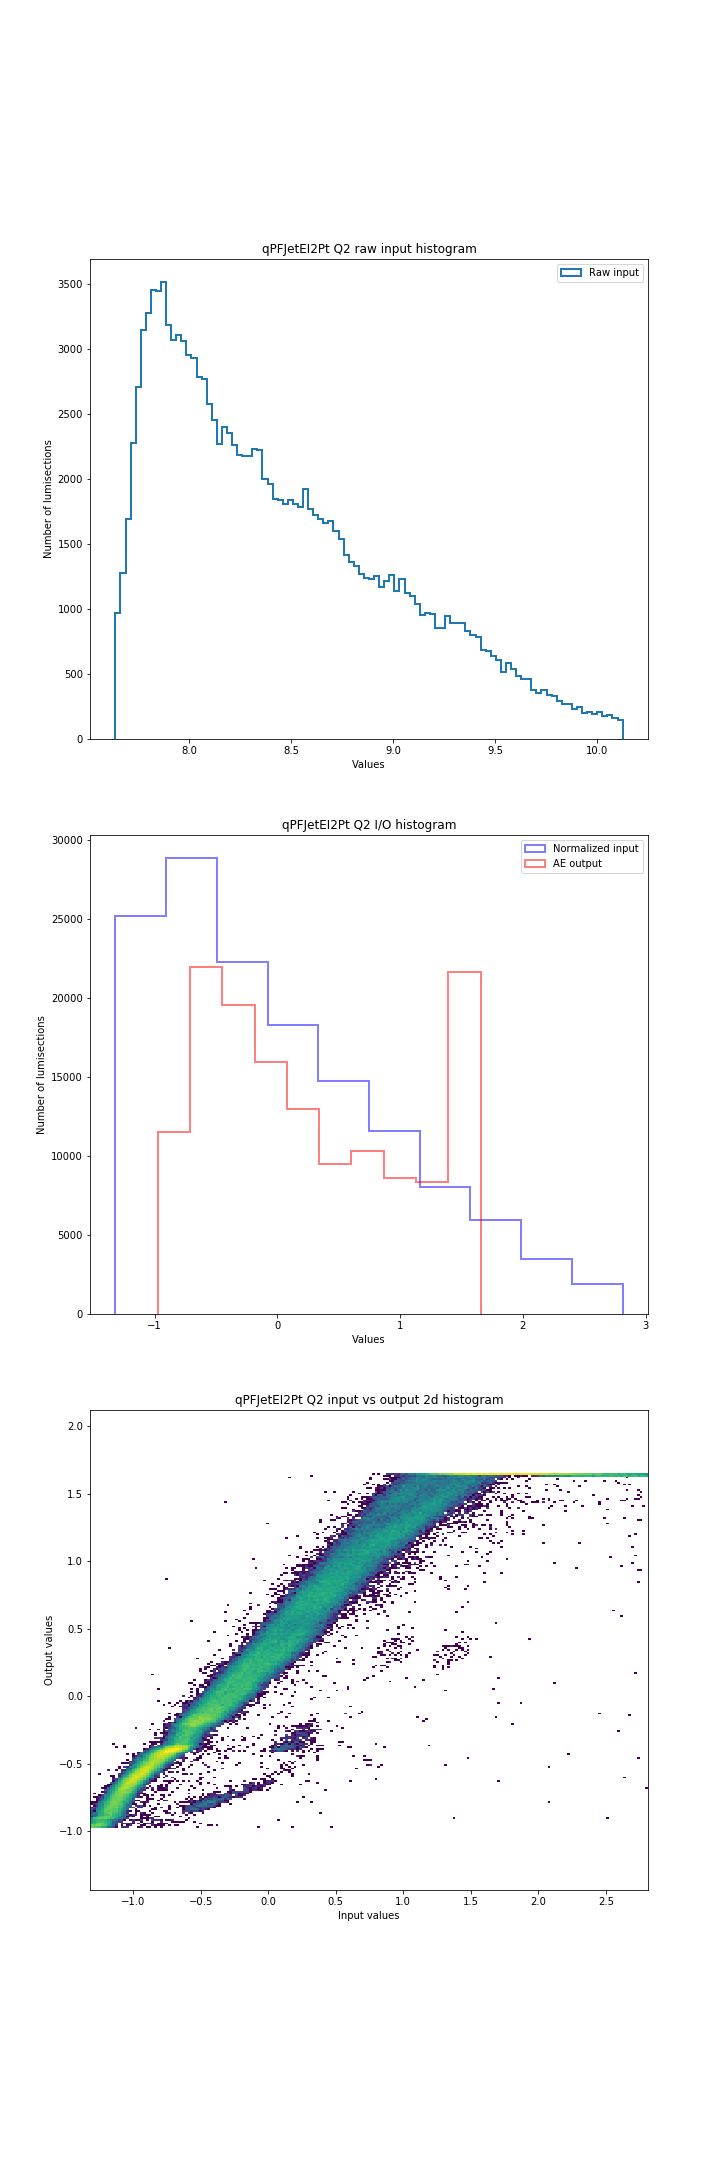 qPFJetEI2Pt Q2 raw input histogram
Raw input
3500
3000
2500
2000
1500
1000
500
0
Number of lumisections
8.0 8.5 9.0 9.5 10.0
Values
qPFJetEI2Pt Q2 I/O histogram
Normalized input
AE output
30000
25000
20000
15000
10000
5000
0
Number of lumisections
−1 0 1 2 3
Values
qPFJetEI2Pt Q2 input vs output 2d histogram
2.0
1.5
1.0
0.5
0.0
−0.5
−1.0
Output values
−1.0 −0.5 0.0 0.5 1.0 1.5 2.0 2.5
Input values